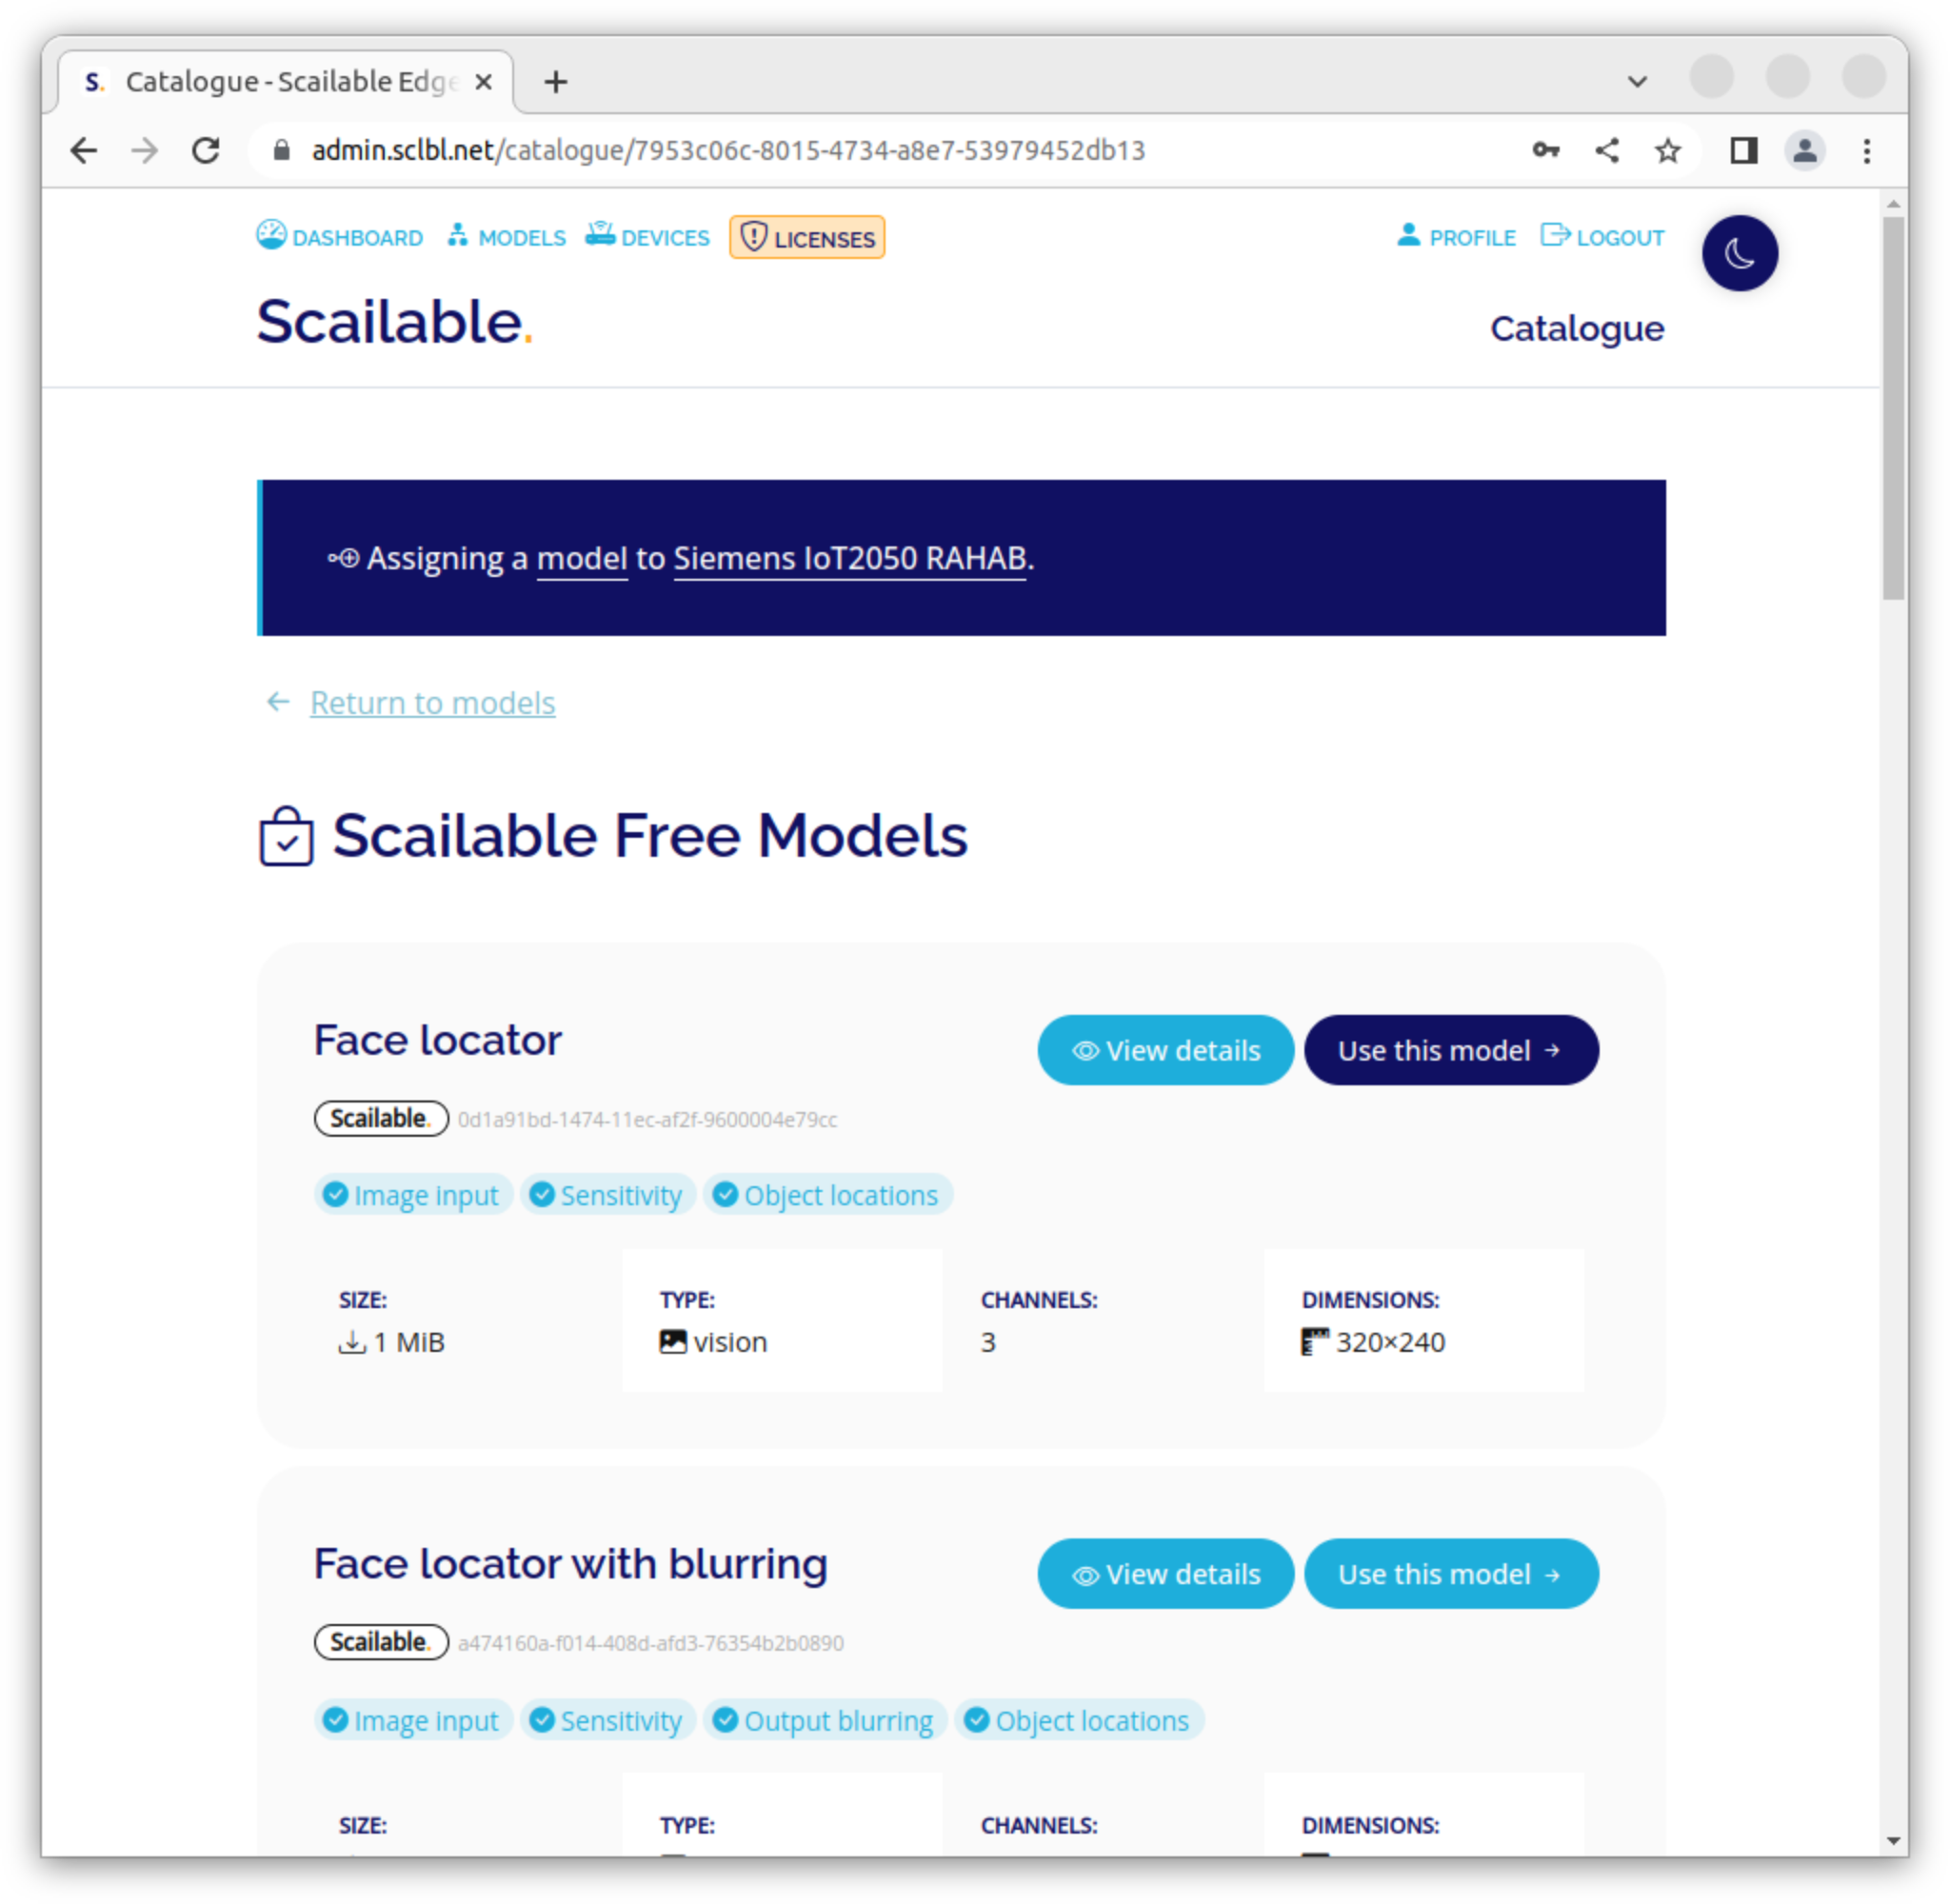 S. Catalogue - Scailable Edge
admin.sclbl.net/catalogue/7953c06c-8015-4734-a8e7-53979452db13
DASHBOARD MODELS DEVICES LICENSES PROFILE LOGOUT
Scailable. Catalogue
Assigning a model to Siemens IoT2050 RAHAB.
Return to models
Scailable Free Models
Face locator View details Use this model
Scailable. 0d1a91bd-1474-11ec-af2f-9600004e79cc
Image input Sensitivity Object locations
SIZE: TYPE: CHANNELS: DIMENSIONS:
1 MiB vision 3 320×240
Face locator with blurring View details Use this model
Scailable. a474160a-f014-408d-afd3-76354b2b0890
Image input Sensitivity Output blurring Object locations
SIZE: TYPE: CHANNELS: DIMENSIONS: